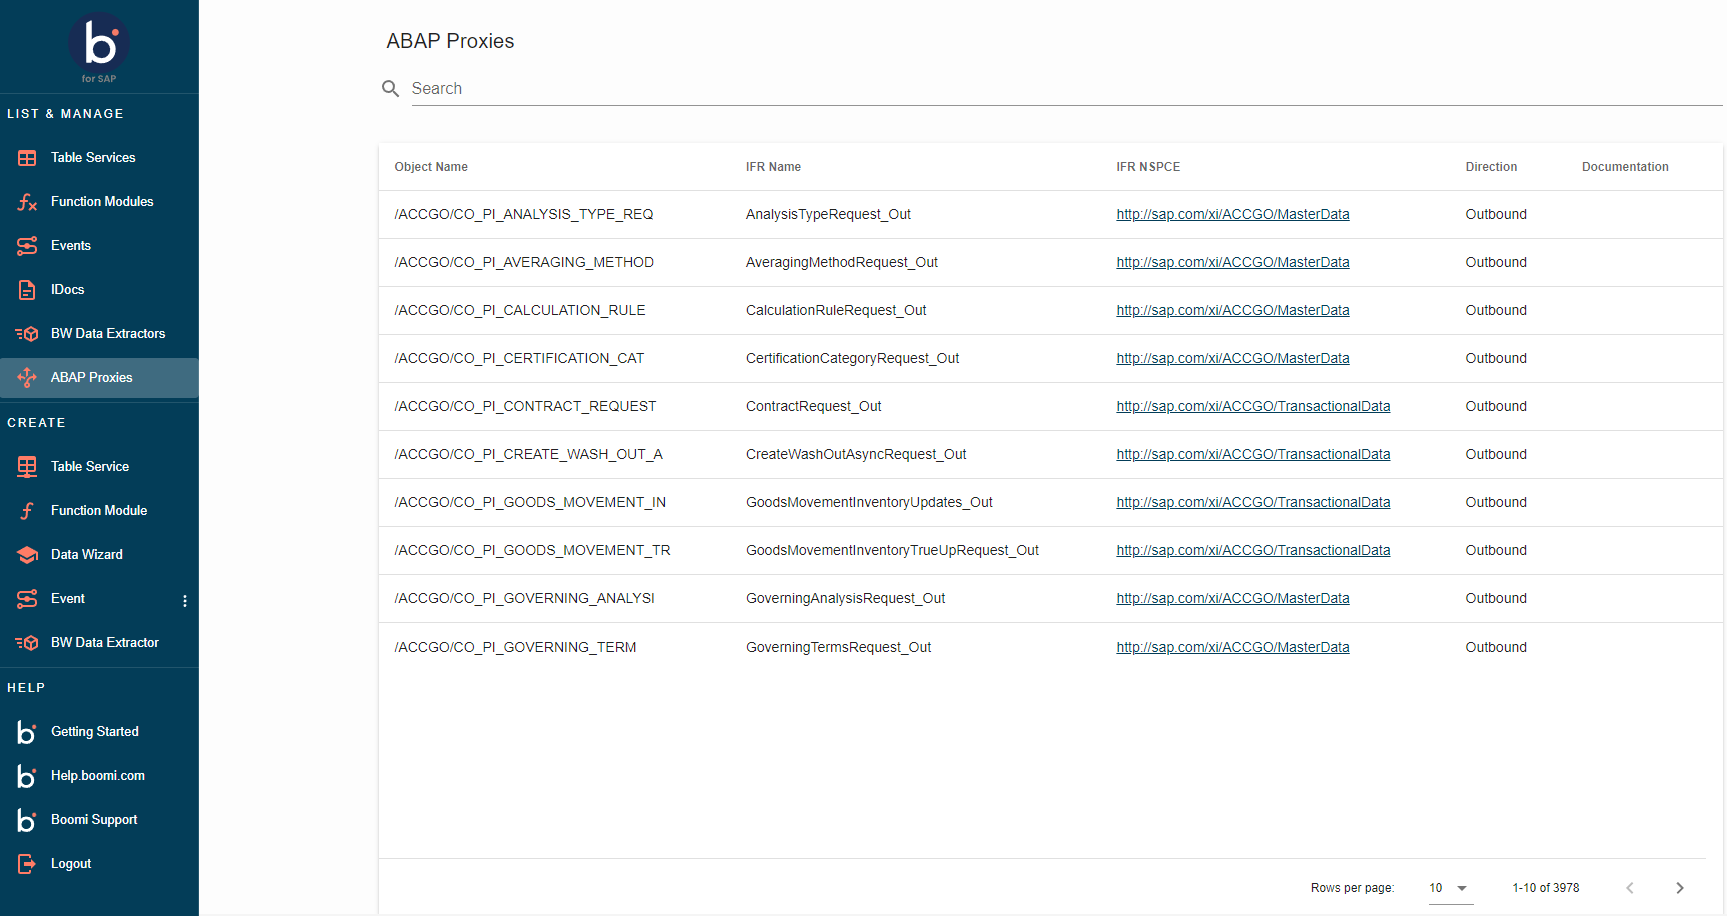 b
for SAP
LIST & MANAGE
Table Services
Function Modules
Events
IDocs
BW Data Extractors
ABAP Proxies
CREATE
Table Service
Function Module
Data Wizard
Event
BW Data Extractor
HELP
Getting Started
Help.boomi.com
Boomi Support
Logout
ABAP Proxies
Search
Object Name IFR Name IFR NSPCE Direction Documentation
/ACCGO/CO_PI_ANALYSIS_TYPE_REQ AnalysisTypeRequest_Out http://sap.com/xi/ACCGO/MasterData Outbound
/ACCGO/CO_PI_AVERAGING_METHOD AveragingMethodRequest_Out http://sap.com/xi/ACCGO/MasterData Outbound
/ACCGO/CO_PI_CALCULATION_RULE CalculationRuleRequest_Out http://sap.com/xi/ACCGO/MasterData Outbound
/ACCGO/CO_PI_CERTIFICATION_CAT CertificationCategoryRequest_Out http://sap.com/xi/ACCGO/MasterData Outbound
/ACCGO/CO_PI_CONTRACT_REQUEST ContractRequest_Out http://sap.com/xi/ACCGO/TransactionalData Outbound
/ACCGO/CO_PI_CREATE_WASH_OUT_A CreateWashOutAsyncRequest_Out http://sap.com/xi/ACCGO/TransactionalData Outbound
/ACCGO/CO_PI_GOODS_MOVEMENT_IN GoodsMovementInventoryUpdates_Out http://sap.com/xi/ACCGO/TransactionalData Outbound
/ACCGO/CO_PI_GOODS_MOVEMENT_TR GoodsMovementInventoryTrueUpRequest_Out http://sap.com/xi/ACCGO/TransactionalData Outbound
/ACCGO/CO_PI_GOVERNING_ANALYSI GoverningAnalysisRequest_Out http://sap.com/xi/ACCGO/MasterData Outbound
/ACCGO/CO_PI_GOVERNING_TERM GoverningTermsRequest_Out http://sap.com/xi/ACCGO/MasterData Outbound
Rows per page: 10 1-10 of 3978